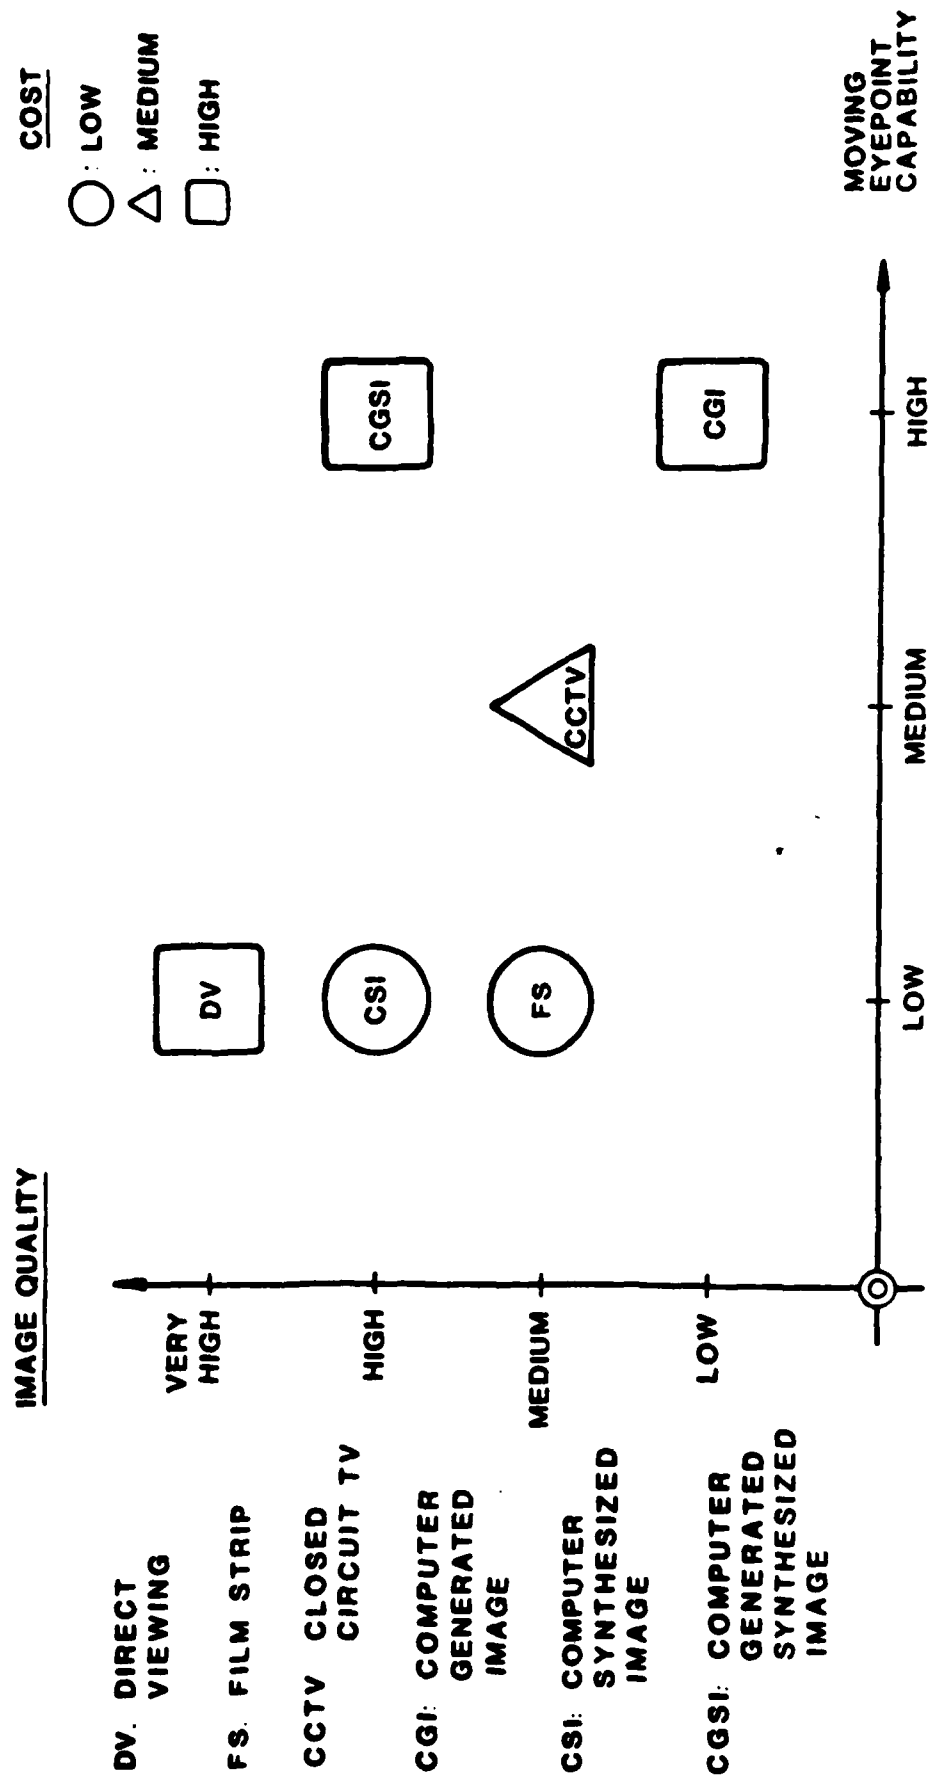 IMAGE QUALITY
COST
◯: LOW
△: MEDIUM
▢: HIGH
VERY
HIGH
HIGH
MEDIUM
LOW
DV
CSI
FS
CCTV
CGSI
CGI
LOW
MEDIUM
HIGH
MOVING
EYEPOINT
CAPABILITY
DV. DIRECT
VIEWING
FS. FILM STRIP
CCTV CLOSED
CIRCUIT TV
CGI: COMPUTER
GENERATED
IMAGE
CSI: COMPUTER
SYNTHESIZED
IMAGE
CGSI: COMPUTER
GENERATED
SYNTHESIZED
IMAGE